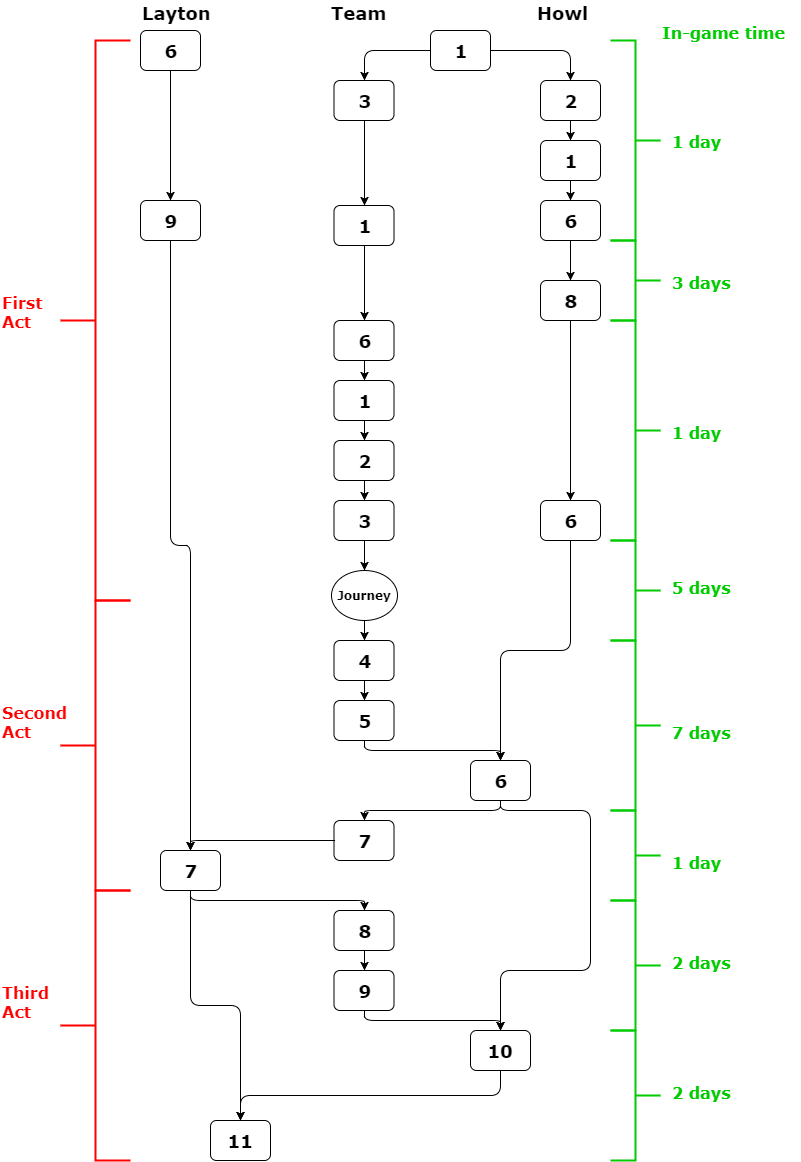 Layton
Team
Howl
In-game time
6
1
3
2
1 day
1
9
1
6
3 days
8
First
Act
6
1
1 day
2
3
6
5 days
Journey
4
Second
Act
5
7 days
6
7
1 day
7
8
2 days
Third
Act
9
10
2 days
11